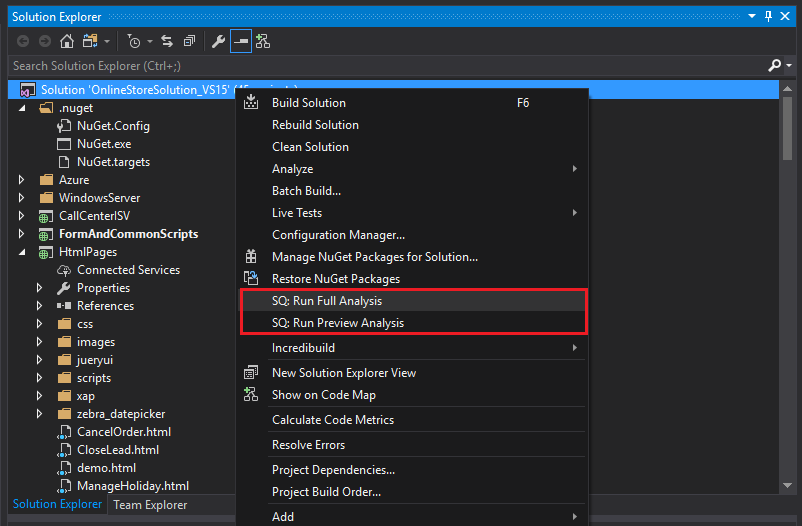 Solution Explorer
Search Solution Explorer (Ctrl+;)
Solution 'OnlineStoreSolution_VS15'
.nuget
NuGet.Config
NuGet.exe
NuGet.targets
Azure
WindowsServer
CallCenterISV
FormAndCommonScripts
HtmlPages
Connected Services
Properties
References
css
images
jueryui
scripts
xap
zebra_datepicker
CancelOrder.html
CloseLead.html
demo.html
ManageHoliday.html
Solution Explorer
Team Explorer
Build Solution F6
Rebuild Solution
Clean Solution
Analyze
Batch Build...
Live Tests
Configuration Manager...
Manage NuGet Packages for Solution...
Restore NuGet Packages
SQ: Run Full Analysis
SQ: Run Preview Analysis
Incredibuild
New Solution Explorer View
Show on Code Map
Calculate Code Metrics
Resolve Errors
Project Dependencies...
Project Build Order...
Add